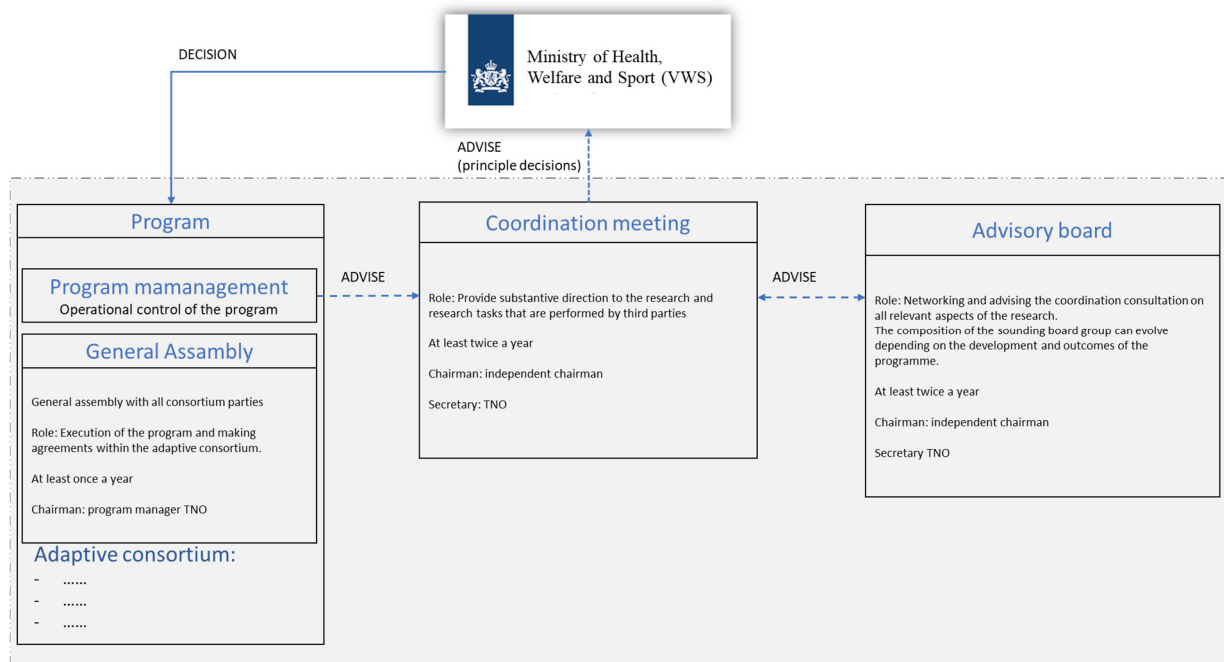 DECISION
Ministry of Health,
Welfare and Sport (VWS)
ADVISE
(principle decisions)
Program
Program mamanagement
Operational control of the program
General Assembly
General assembly with all consortium parties
Role: Execution of the program and making
agreements within the adaptive consortium.
At least once a year
Chairman: program manager TNO
Adaptive consortium:
- ......
- ......
- ......
ADVISE
Coordination meeting
Role: Provide substantive direction to the research and
research tasks that are performed by third parties
At least twice a year
Chairman: independent chairman
Secretary: TNO
ADVISE
Advisory board
Role: Networking and advising the coordination consultation on
all relevant aspects of the research.
The composition of the sounding board group can evolve
depending on the development and outcomes of the
programme.
At least twice a year
Chairman: independent chairman
Secretary TNO